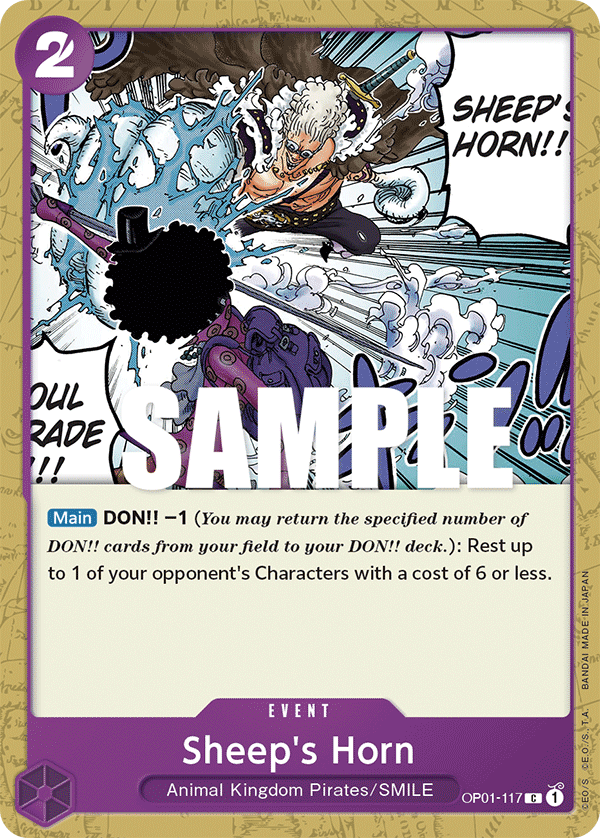 2
SHEEP'S
HORN!!
OUL
RADE
!!!
SAMPLE
Main DON!! −1 (You may return the specified number of
DON!! cards from your field to your DON!! deck.): Rest up
to 1 of your opponent's Characters with a cost of 6 or less.
EVENT
Sheep's Horn
Animal Kingdom Pirates/SMILE
OP01-117 C 1
©E.O/S. ©E.O/S.,T.A. BANDAI MADE IN JAPAN